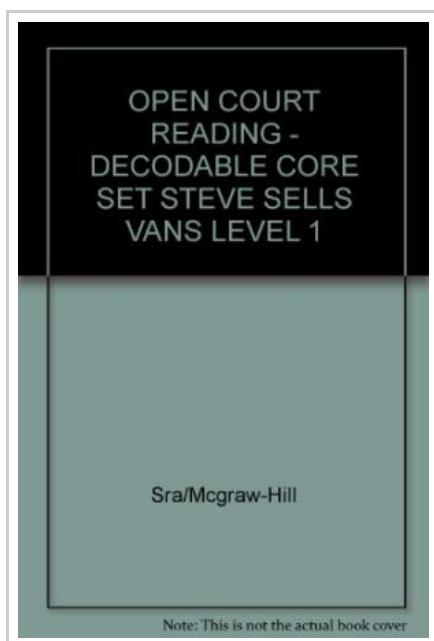 OPEN COURT
READING -
DECODABLE CORE
SET STEVE SELLS
VANS LEVEL 1
Sra/Mcgraw-Hill
Note: This is not the actual book cover